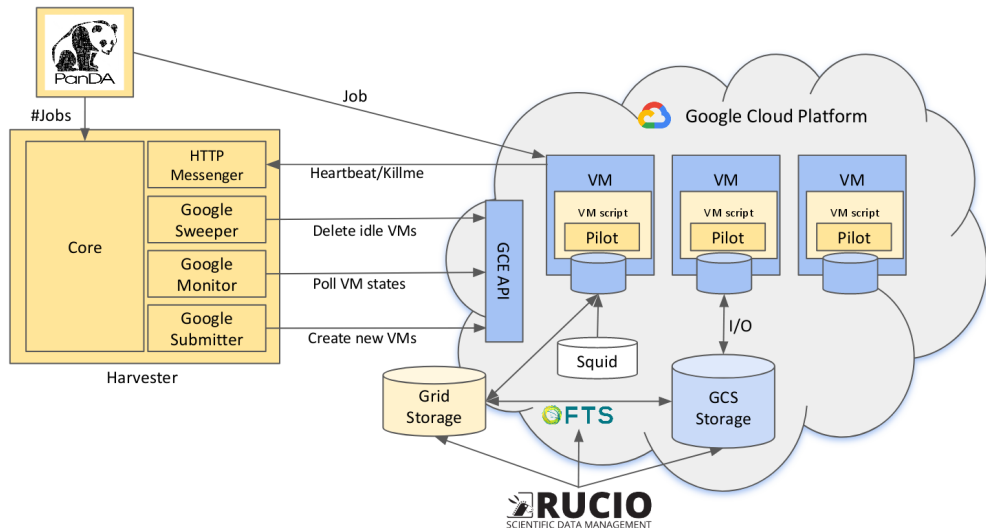 PanDA
#Jobs
Job
Google Cloud Platform
Core
HTTP
Messenger
Google
Sweeper
Google
Monitor
Google
Submitter
Harvester
Heartbeat/Killme
Delete idle VMs
Poll VM states
Create new VMs
GCE API
VM
VM script
Pilot
VM
VM script
Pilot
VM
VM script
Pilot
I/O
Squid
Grid
Storage
FTS
GCS
Storage
RUCIO
SCIENTIFIC DATA MANAGEMENT